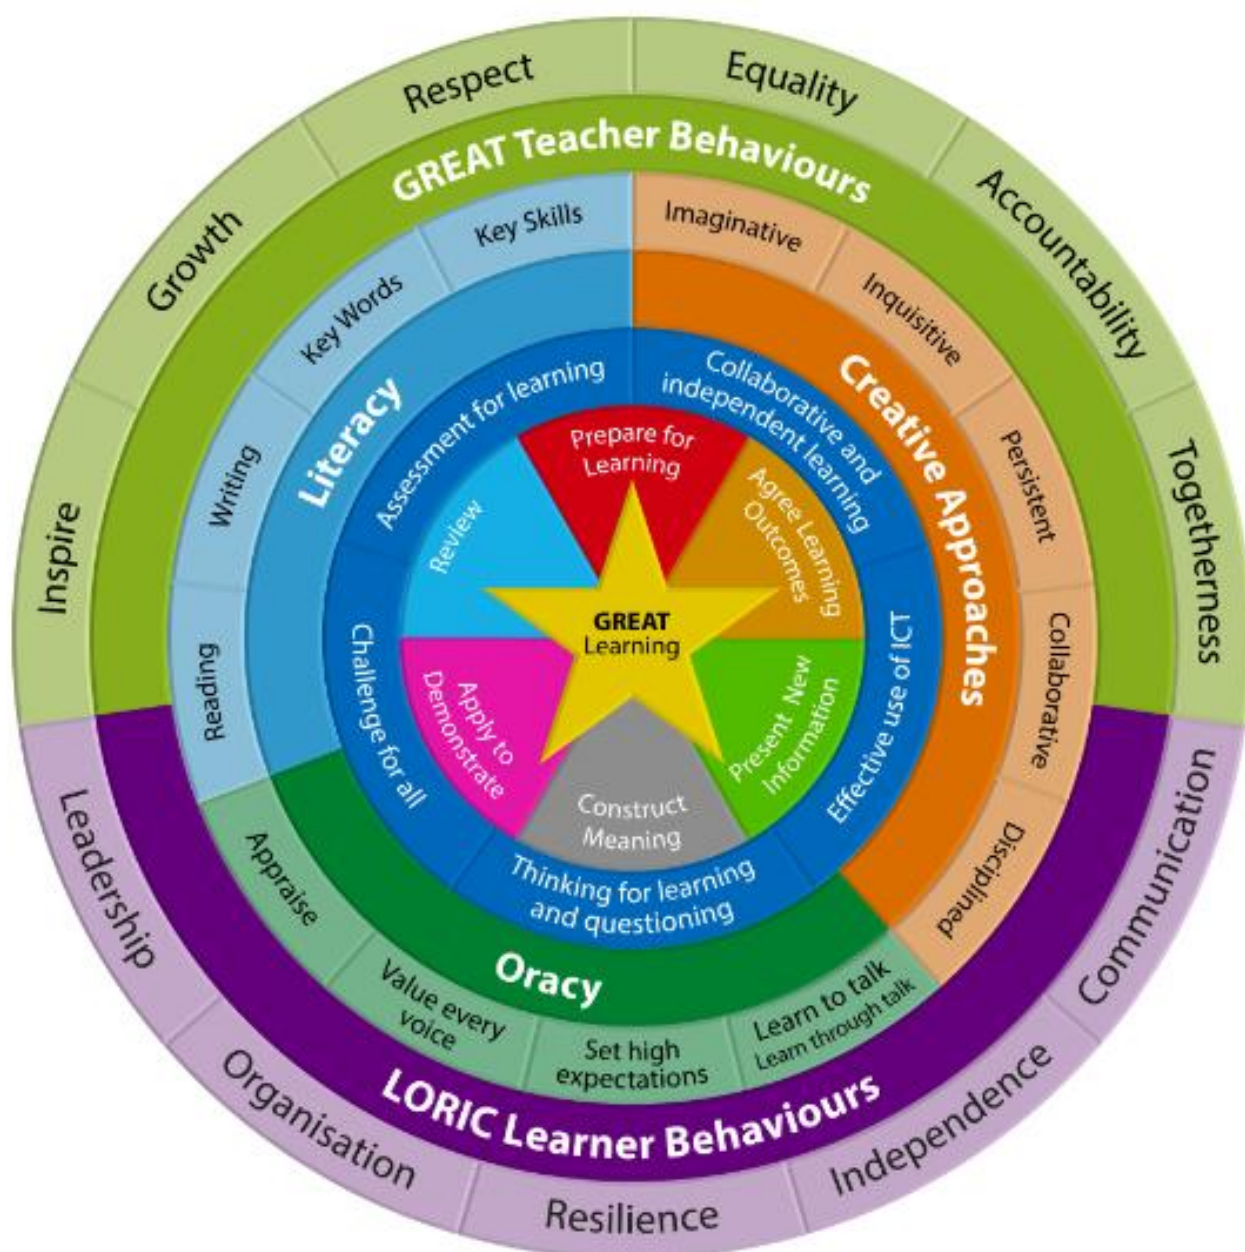 Inspire
Growth
Respect
Equality
Accountability
Togetherness
GREAT Teacher Behaviours
Reading
Writing
Key Words
Key Skills
Literacy
Imaginative
Inquisitive
Persistent
Collaborative
Disciplined
Creative Approaches
Assessment for learning
Collaborative and
independent learning
Effective use of ICT
Thinking for learning
and questioning
Challenge for all
Prepare for
Learning
Agree Learning
Outcomes
Present New
Information
Construct
Meaning
Apply to
Demonstrate
Review
GREAT
Learning
Oracy
Appraise
Value every
voice
Set high
expectations
Learn to talk
Learn through talk
LORIC Learner Behaviours
Leadership
Organisation
Resilience
Independence
Communication